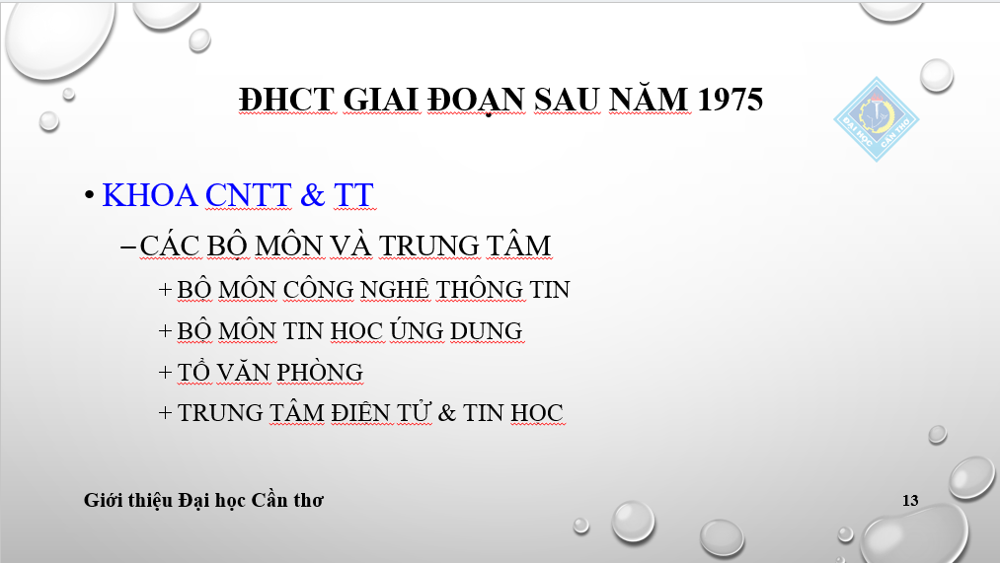 ĐHCT GIAI ĐOẠN SAU NĂM 1975
ĐẠI HỌC CẦN THƠ
• KHOA CNTT & TT
– CÁC BỘ MÔN VÀ TRUNG TÂM
+ BỘ MÔN CÔNG NGHÊ THÔNG TIN
+ BỘ MÔN TIN HỌC ỨNG DUNG
+ TỔ VĂN PHÒNG
+ TRUNG TÂM ĐIỆN TỬ & TIN HỌC
Giới thiệu Đại học Cần thơ
13